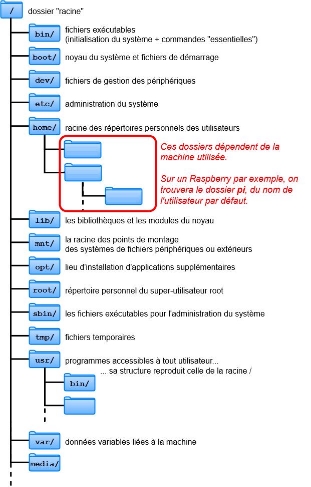 / dossier "racine"
bin/ fichiers exécutables
(initialisation du système + commandes "essentielles")
boot/ noyau du système et fichiers de démarrage
dev/ fichiers de gestion des périphériques
etc/ administration du système
home/ racine des répertoires personnels des utilisateurs
Ces dossiers dépendent de la
machine utilisée.
Sur un Raspberry par exemple, on
trouvera le dossier pi, du nom de
l'utilisateur par défaut.
lib/ les bibliothèques et les modules du noyau
mnt/ la racine des points de montage
des systèmes de fichiers périphériques ou extérieurs
opt/ lieu d'installation d'applications supplémentaires
root/ répertoire personnel du super-utilisateur root
sbin/ les fichiers exécutables pour l'administration du système
tmp/ fichiers temporaires
usr/ programmes accessibles à tout utilisateur...
... sa structure reproduit celle de la racine /
bin/
var/ données variables liées à la machine
media/